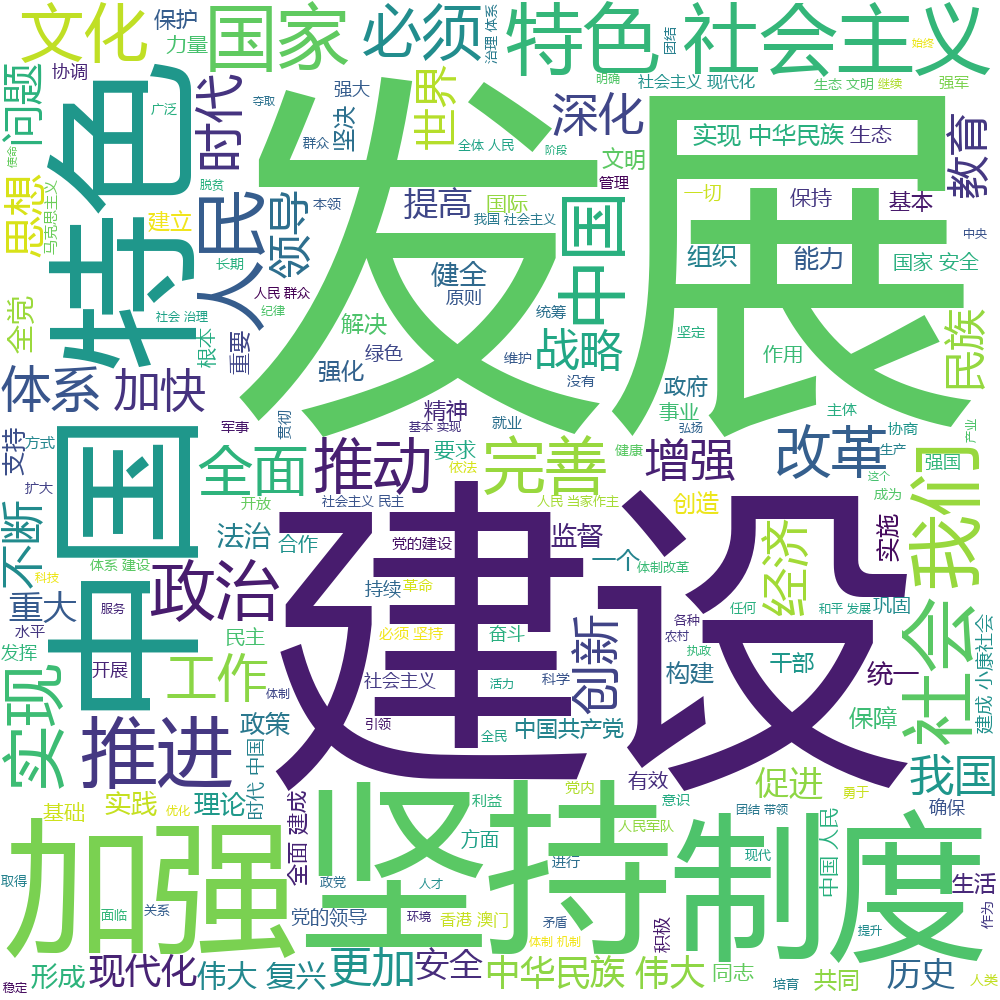 文化
保护
力量
国家
必须
治理 体系
特色 社会主义
团结
始终
问题
协调
广泛
特色
时代
夺取
强大
群众
坚决
世界
全体 人民
阶段
深化
明确
社会主义 现代化
生态 文明
继续
强军
使命
思想
马克思主义
建立
脱贫
人民
领导
本领
发展
提高
国际
我国 社会主义
健全
原则
中国
文明
管理
实现 中华民族
生态
一切
保持
基本
教育
中央
组织
能力
国家 安全
长期
人民 群众
纪律
社会 治理
全党
根本
重要
解决
绿色
强化
统筹
维护
战略
没有
坚定
作用
民族
体系
加快
军事
贯彻
精神
基本 实现
就业
政府
事业
弘扬
主体
协商
产业
支持
方式
扩大
中国
全面
推动
要求
依法
完善
增强
健康
改革
生产
强国
这个
成为
我们
不断
开放
社会主义 民主
人民 当家作主
创造
法治
合作
党的建设
监督
一个
体制改革
经济
实施
体系 建设
科技
政治
建设
持续
革命
重大
服务
水平
民主
必须 坚持
奋斗
创新
各种
农村
执政
任何
和平 发展
巩固
发挥
开展
工作
体制
社会主义
活力
科学
构建
干部
统一
社会
建成 小康社会
实现
推进
政策
时代 中国
引领
全民
中国共产党
保障
有效
促进
我国
基础
实践
优化
理论
全面 建成
坚持
利益
党内
意识
人民军队
团结 带领
勇于
确保
加强
方面
进行
现代
中国 人民
制度
取得
面临
关系
政党
人才
党的领导
环境
香港 澳门
矛盾
体制 机制
积极
提升
生活
作为
稳定
形成
现代化
伟大 复兴
更加
安全
中华民族 伟大
同志
培育
共同
历史
人类